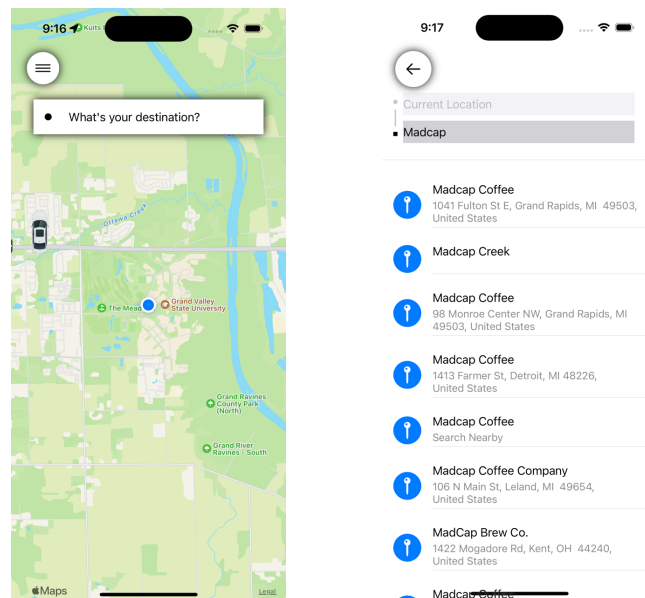 9:16
Kuits
What's your destination?
Ottawa Creek
The Mead
Grand Valley
State University
Grand Ravines
County Park
(North)
Grand River
Ravines - South
Maps
Legal
9:17
Current Location
Madcap
Madcap Coffee
1041 Fulton St E, Grand Rapids, MI 49503,
United States
Madcap Creek
Madcap Coffee
98 Monroe Center NW, Grand Rapids, MI
49503, United States
Madcap Coffee
1413 Farmer St, Detroit, MI 48226,
United States
Madcap Coffee
Search Nearby
Madcap Coffee Company
106 N Main St, Leland, MI 49654,
United States
MadCap Brew Co.
1422 Mogadore Rd, Kent, OH 44240,
United States
Madcap Coffee